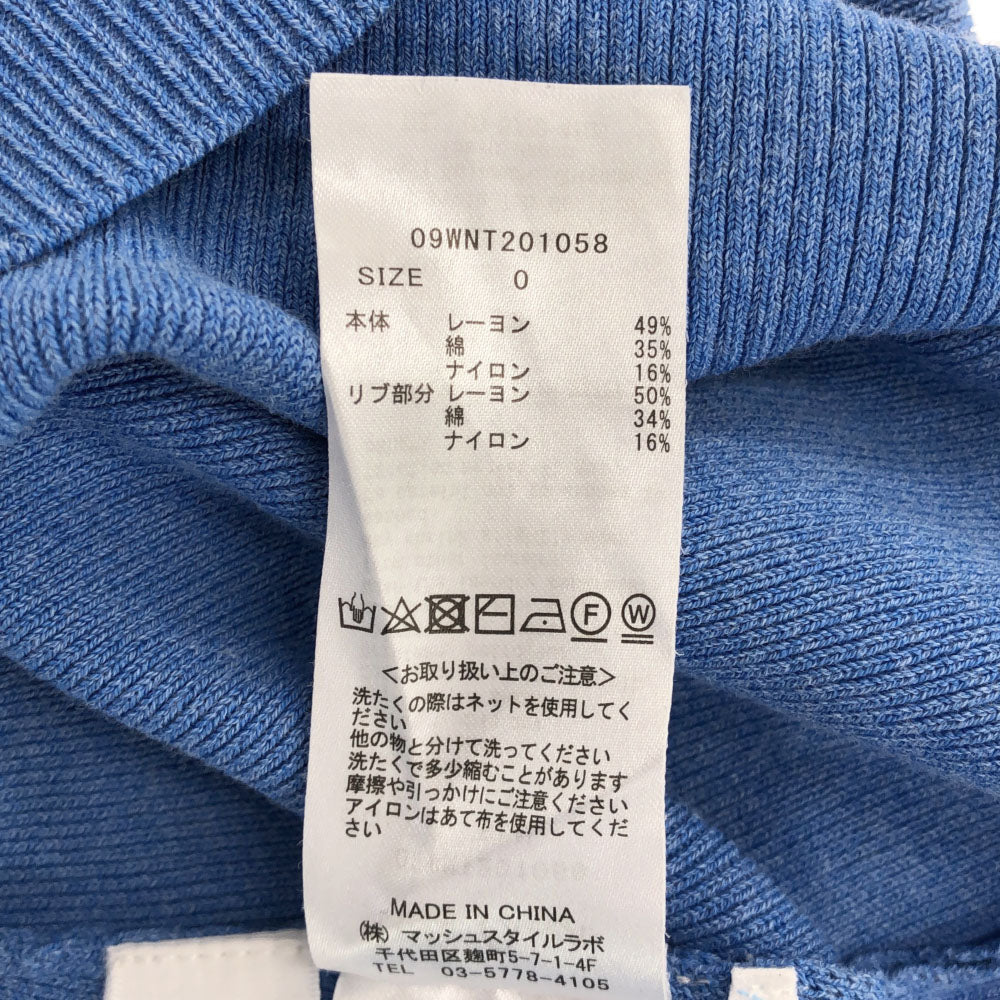 09WNT201058
SIZE 0
本体 レーヨン 49%
綿 35%
ナイロン 16%
リブ部分 レーヨン 50%
綿 34%
ナイロン 16%
F W
<お取り扱い上のご注意>
洗たくの際はネットを使用してく
ださい
他の物と分けて洗ってください
洗たくで多少縮むことがあります
摩擦や引っかけにご注意ください
アイロンはあて布を使用してくだ
さい
MADE IN CHINA
(株) マッシュスタイルラボ
千代田区麹町5-7-1-4F
TEL 03-5778-4105